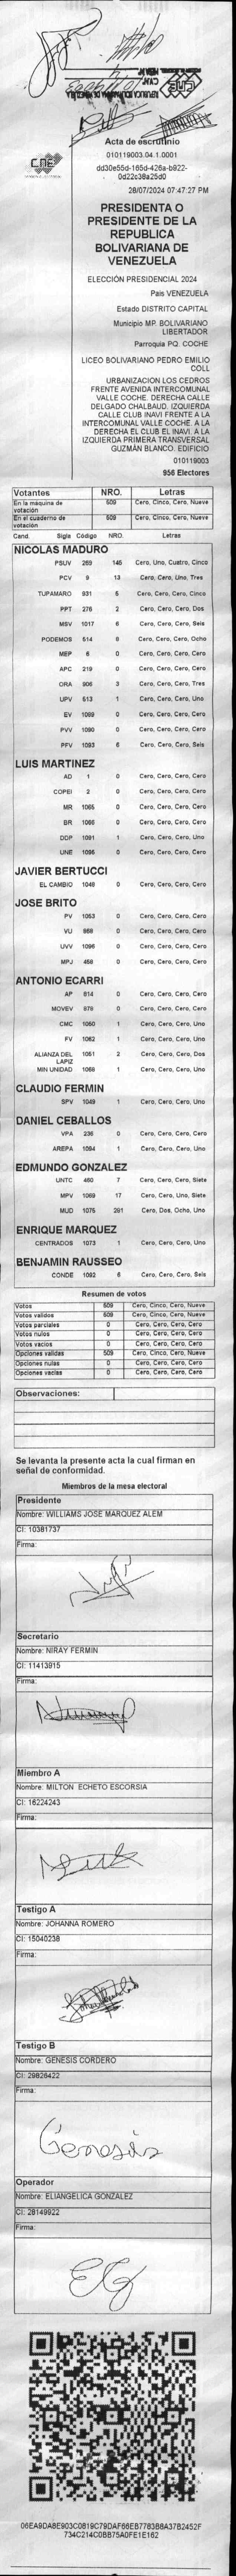 CNE
Acta de escrutinio
010119003.04.1.0001
dd30e55d-165d-426a-b922-
0d22c38a25d0
28/07/2024 07:47:27 PM
PRESIDENTA O
PRESIDENTE DE LA
REPUBLICA
BOLIVARIANA DE
VENEZUELA
ELECCIÓN PRESIDENCIAL 2024
Pais VENEZUELA
Estado DISTRITO CAPITAL
Municipio MP. BOLIVARIANO
LIBERTADOR
Parroquia PQ. COCHE
LICEO BOLIVARIANO PEDRO EMILIO
COLL
URBANIZACION LOS CEDROS
FRENTE AVENIDA INTERCOMUNAL
VALLE COCHE. DERECHA CALLE
DELGADO CHALBAUD. IZQUIERDA
CALLE CLUB INAVI FRENTE A LA
INTERCOMUNAL VALLE COCHE. A LA
DERECHA EL CLUB EL INAVI. A LA
IZQUIERDA PRIMERA TRANSVERSAL
GUZMÁN BLANCO. EDIFICIO
010119003
956 Electores
Votantes NRO. Letras
En la máquina de votación 509 Cero, Cinco, Cero, Nueve
En el cuaderno de votación 509 Cero, Cinco, Cero, Nueve
Cand. Sigla Código NRO. Letras
NICOLAS MADURO
PSUV 269 145 Cero, Uno, Cuatro, Cinco
PCV 9 13 Cero, Cero, Uno, Tres
TUPAMARO 931 5 Cero, Cero, Cero, Cinco
PPT 276 2 Cero, Cero, Cero, Dos
MSV 1017 6 Cero, Cero, Cero, Seis
PODEMOS 514 8 Cero, Cero, Cero, Ocho
MEP 6 0 Cero, Cero, Cero, Cero
APC 219 0 Cero, Cero, Cero, Cero
ORA 906 3 Cero, Cero, Cero, Tres
UPV 513 1 Cero, Cero, Cero, Uno
EV 1089 0 Cero, Cero, Cero, Cero
PVV 1090 0 Cero, Cero, Cero, Cero
PFV 1093 6 Cero, Cero, Cero, Seis
LUIS MARTINEZ
AD 1 0 Cero, Cero, Cero, Cero
COPEI 2 0 Cero, Cero, Cero, Cero
MR 1065 0 Cero, Cero, Cero, Cero
BR 1066 0 Cero, Cero, Cero, Cero
DDP 1091 1 Cero, Cero, Cero, Uno
UNE 1095 0 Cero, Cero, Cero, Cero
JAVIER BERTUCCI
EL CAMBIO 1048 0 Cero, Cero, Cero, Cero
JOSE BRITO
PV 1053 0 Cero, Cero, Cero, Cero
VU 968 0 Cero, Cero, Cero, Cero
UVV 1096 0 Cero, Cero, Cero, Cero
MPJ 458 0 Cero, Cero, Cero, Cero
ANTONIO ECARRI
AP 814 0 Cero, Cero, Cero, Cero
MOVEV 878 0 Cero, Cero, Cero, Cero
CMC 1050 1 Cero, Cero, Cero, Uno
FV 1062 1 Cero, Cero, Cero, Uno
ALIANZA DEL LAPIZ 1051 2 Cero, Cero, Cero, Dos
MIN UNIDAD 1068 1 Cero, Cero, Cero, Uno
CLAUDIO FERMIN
SPV 1049 1 Cero, Cero, Cero, Uno
DANIEL CEBALLOS
VPA 236 0 Cero, Cero, Cero, Cero
AREPA 1094 1 Cero, Cero, Cero, Uno
EDMUNDO GONZALEZ
UNTC 460 7 Cero, Cero, Cero, Siete
MPV 1069 17 Cero, Cero, Uno, Siete
MUD 1075 281 Cero, Dos, Ocho, Uno
ENRIQUE MARQUEZ
CENTRADOS 1073 1 Cero, Cero, Cero, Uno
BENJAMIN RAUSSEO
CONDE 1092 6 Cero, Cero, Cero, Seis
Resumen de votos
Votos 509 Cero, Cinco, Cero, Nueve
Votos validos 509 Cero, Cinco, Cero, Nueve
Votos parciales 0 Cero, Cero, Cero, Cero
Votos nulos 0 Cero, Cero, Cero, Cero
Votos vacios 0 Cero, Cero, Cero, Cero
Opciones validas 509 Cero, Cinco, Cero, Nueve
Opciones nulas 0 Cero, Cero, Cero, Cero
Opciones vacias 0 Cero, Cero, Cero, Cero
Observaciones:
Se levanta la presente acta la cual firman en
señal de conformidad.
Miembros de la mesa electoral
Presidente
Nombre: WILLIAMS JOSE MARQUEZ ALEM
CI: 10381737
Firma:
Secretario
Nombre: NIRAY FERMIN
CI: 11413915
Firma:
Miembro A
Nombre: MILTON ECHETO ESCORSIA
CI: 16224243
Firma:
Testigo A
Nombre: JOHANNA ROMERO
CI: 15040238
Firma:
Testigo B
Nombre: GENESIS CORDERO
CI: 29826422
Firma:
Genesis
Operador
Nombre: ELIANGELICA GONZALEZ
CI: 28149922
Firma:
EG
06EA9DA8E903C0819C79DAF66EB7783B8A37B2452F
734C214C0BB75A0FE1E162